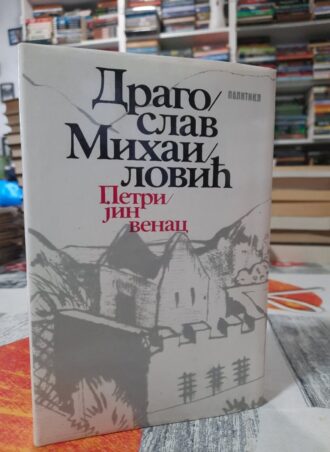 ПОЛИТИКА
Драго/
слав
Михаи/
ловић
Петри/
јин
венац